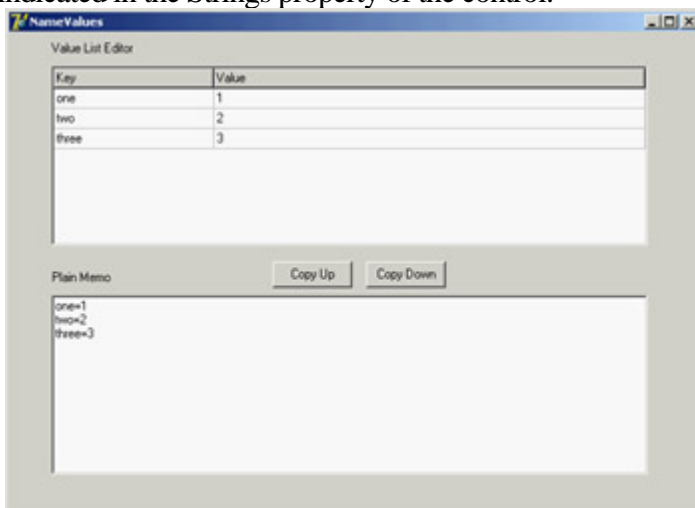 indicated in the Strings property of the control.
NameValues
Value List Editor
Key Value
one 1
two 2
three 3
Plain Memo Copy Up Copy Down
one=1
two=2
three=3